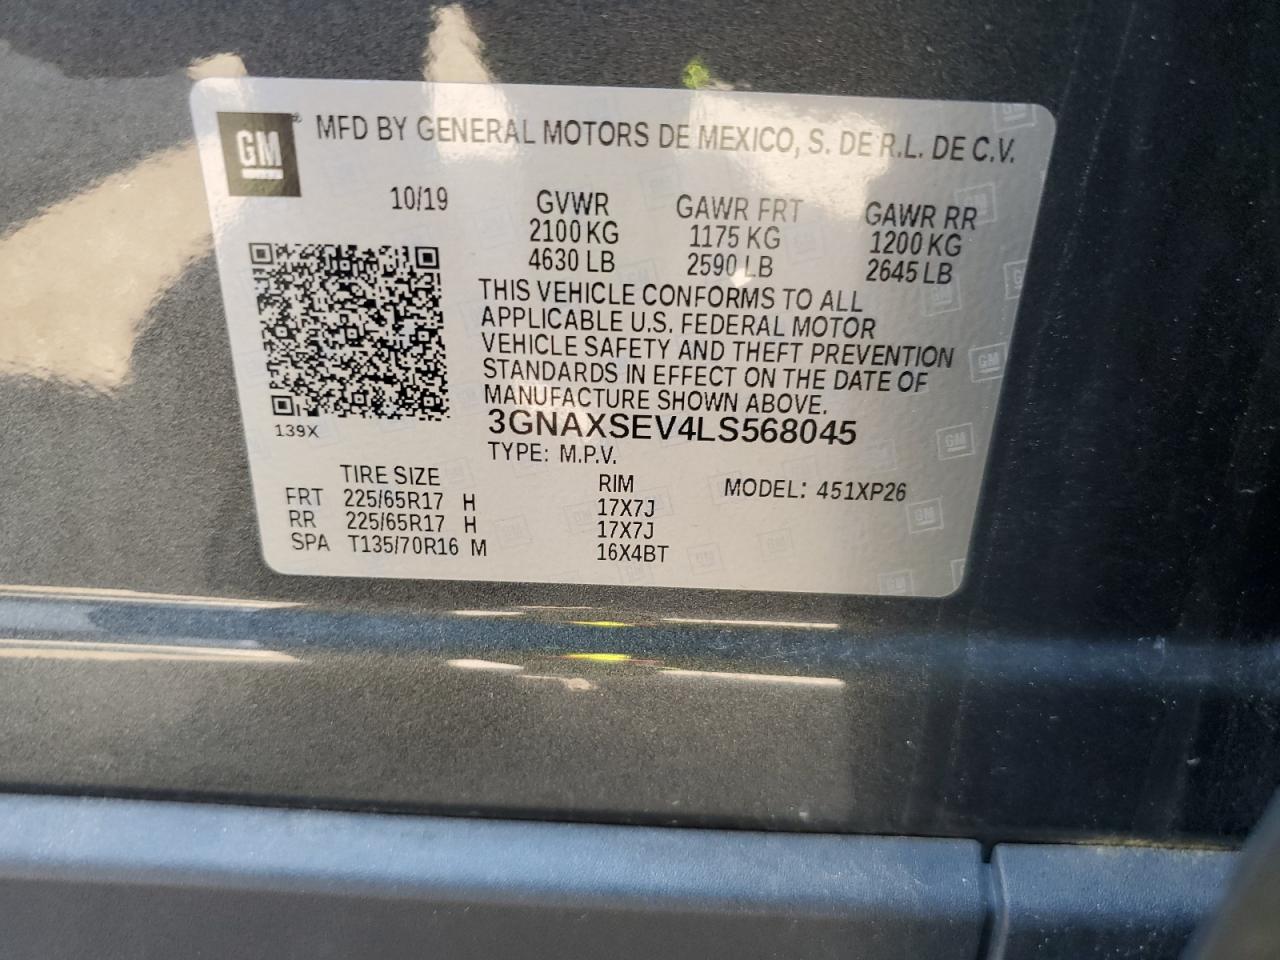 GM ® MFD BY GENERAL MOTORS DE MEXICO, S. DE R.L. DE C.V.
10/19 GVWR GAWR FRT GAWR RR
2100 KG 1175 KG 1200 KG
4630 LB 2590 LB 2645 LB
THIS VEHICLE CONFORMS TO ALL
APPLICABLE U.S. FEDERAL MOTOR
VEHICLE SAFETY AND THEFT PREVENTION
STANDARDS IN EFFECT ON THE DATE OF
MANUFACTURE SHOWN ABOVE.
139X 3GNAXSEV4LS568045
TYPE: M.P.V.
TIRE SIZE RIM MODEL: 451XP26
FRT 225/65R17 H 17X7J
RR 225/65R17 H 17X7J
SPA T135/70R16 M 16X4BT